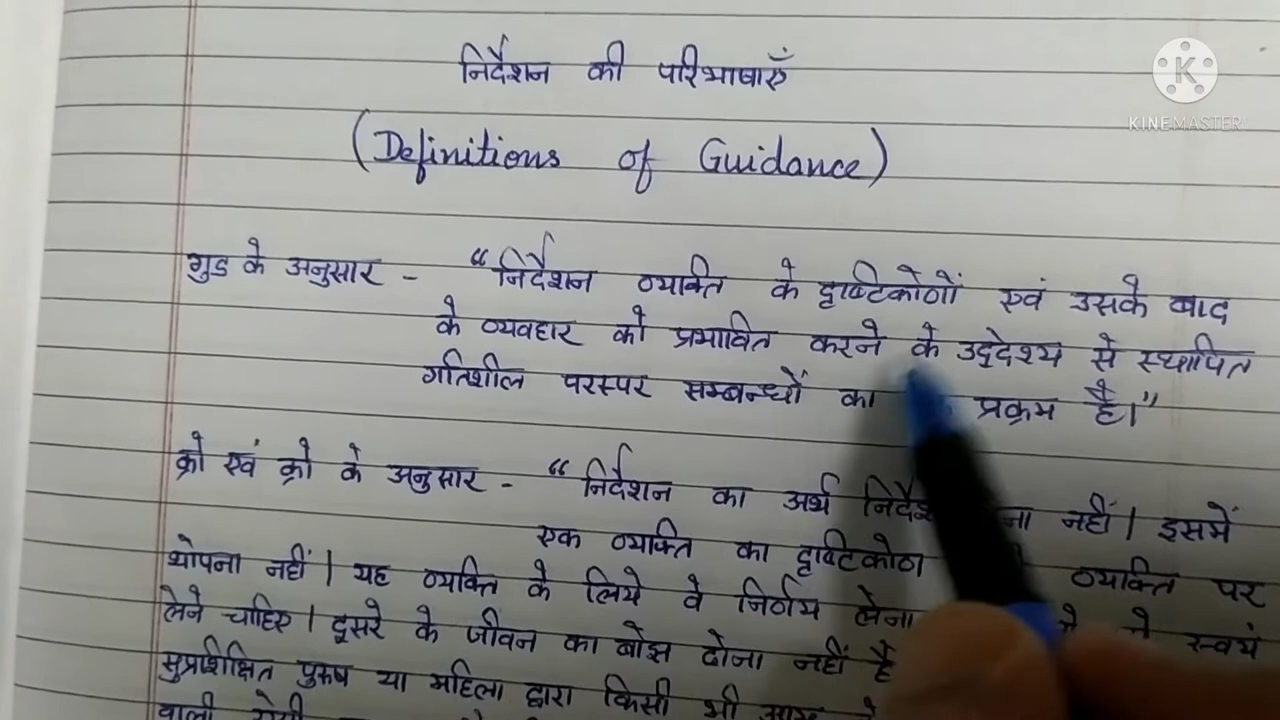 निर्देशन की परिभाषाएँ
(Definitions of Guidance)
K
KINEMASTER
गुड के अनुसार - "निर्देशन व्यक्ति के दृष्टिकोणों एवं उसके बाद
के व्यवहार को प्रभावित करने के उद्देश्य से स्थापित
गतिशील परस्पर सम्बन्धों का प्रक्रम है।"
क्रो एवं क्रो के अनुसार - "निर्देशन का अर्थ नहीं। इसमें
एक व्यक्ति का दृष्टिकोण व्यक्ति पर
थोपना नहीं। यह व्यक्ति के लिये वे निर्णय लेना स्वयं
लेने चाहिए। दूसरे के जीवन का बोझ ढोना नहीं है
सुप्रशिक्षित पुरुष या महिला द्वारा किसी भी